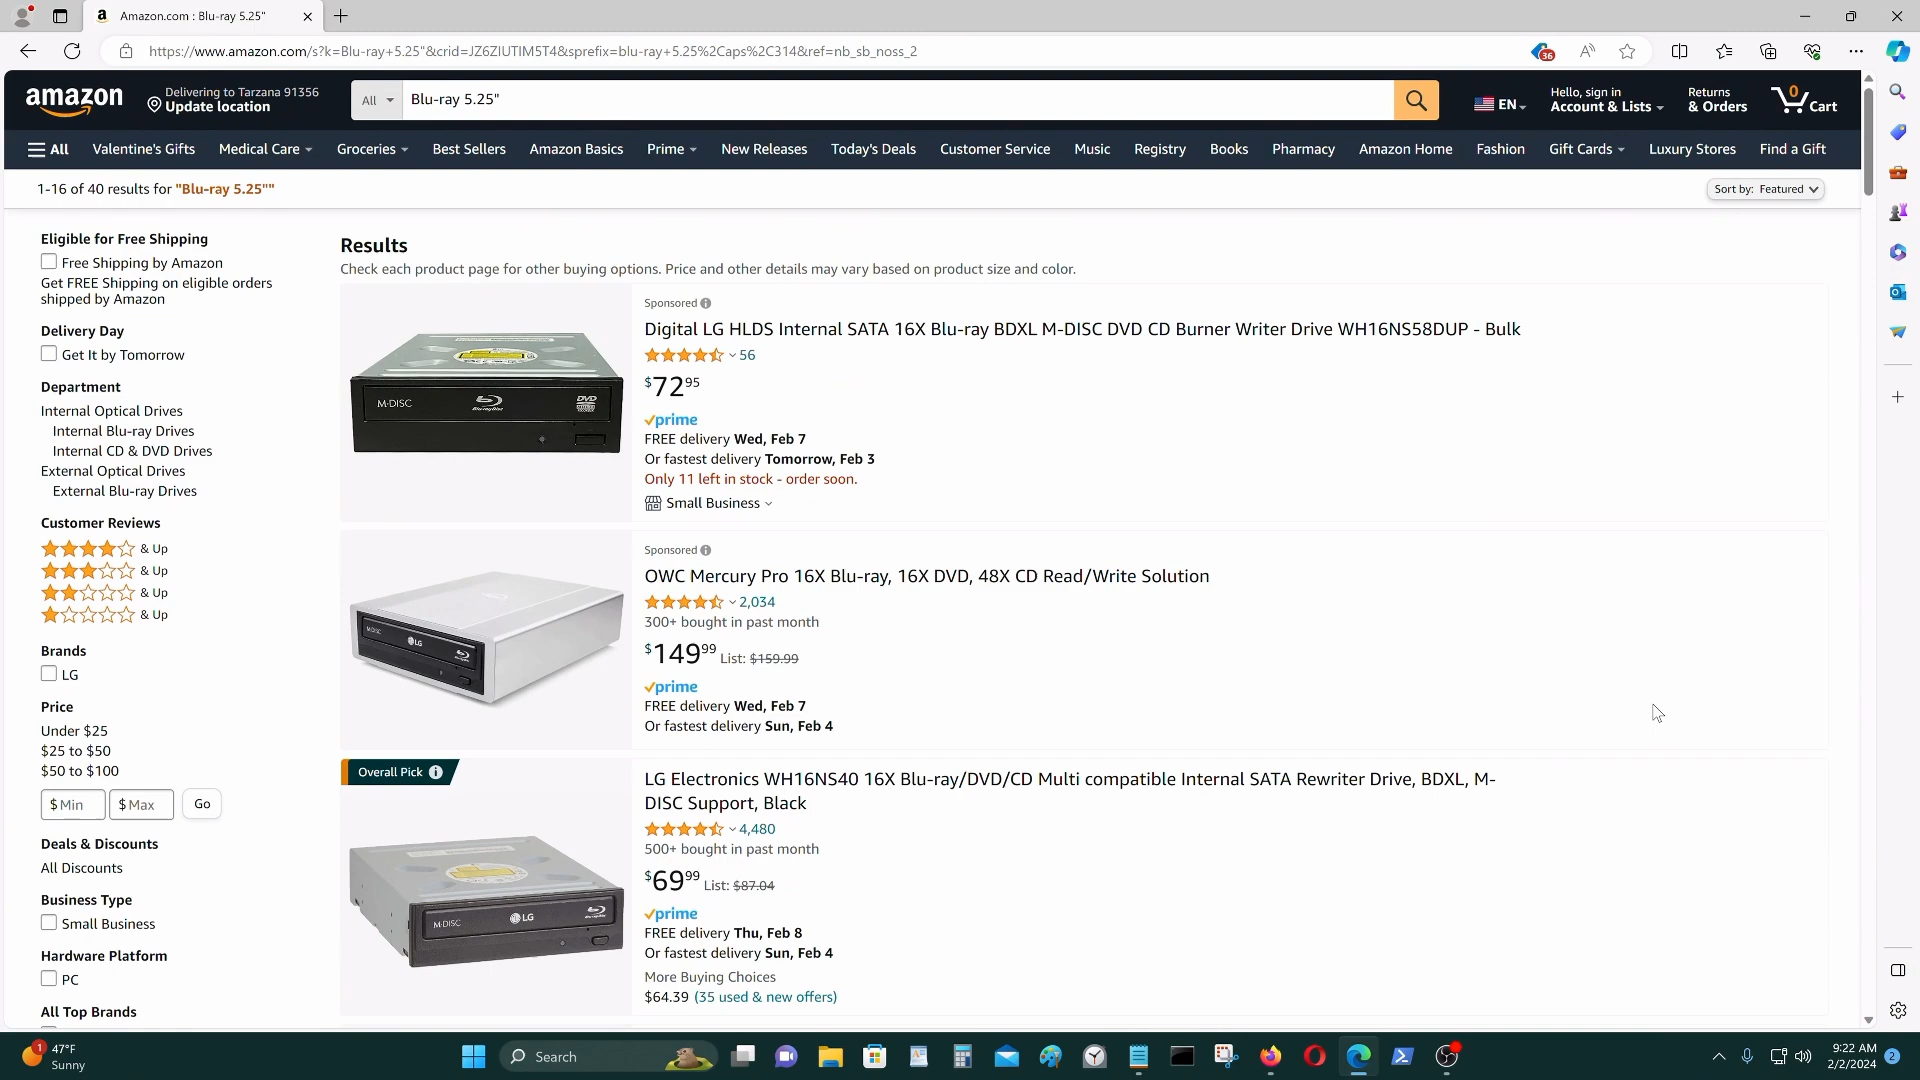 Amazon.com : Blu-ray 5.25"
https://www.amazon.com/s?k=Blu-ray+5.25"&crid=JZ6ZIUTIM5T4&sprefix=blu-ray+5.25%2Caps%2C314&ref=nb_sb_noss_2
36
amazon
Delivering to Tarzana 91356
Update location
All
Blu-ray 5.25"
EN
Hello, sign in
Account & Lists
Returns
& Orders
0
Cart
All
Valentine's Gifts
Medical Care
Groceries
Best Sellers
Amazon Basics
Prime
New Releases
Today's Deals
Customer Service
Music
Registry
Books
Pharmacy
Amazon Home
Fashion
Gift Cards
Luxury Stores
Find a Gift
1-16 of 40 results for "Blu-ray 5.25""
Sort by: Featured
Eligible for Free Shipping
Free Shipping by Amazon
Get FREE Shipping on eligible orders
shipped by Amazon
Delivery Day
Get It by Tomorrow
Department
Internal Optical Drives
Internal Blu-ray Drives
Internal CD & DVD Drives
External Optical Drives
External Blu-ray Drives
Customer Reviews
& Up
& Up
& Up
& Up
Brands
LG
Price
Under $25
$25 to $50
$50 to $100
$ Min
$ Max
Go
Deals & Discounts
All Discounts
Business Type
Small Business
Hardware Platform
PC
All Top Brands
Results
Check each product page for other buying options. Price and other details may vary based on product size and color.
M-DISC
Blu-ray Disc
DVD
Sponsored
Digital LG HLDS Internal SATA 16X Blu-ray BDXL M-DISC DVD CD Burner Writer Drive WH16NS58DUP - Bulk
56
$72 95
prime
FREE delivery Wed, Feb 7
Or fastest delivery Tomorrow, Feb 3
Only 11 left in stock - order soon.
Small Business
M-DISC
LG
Sponsored
OWC Mercury Pro 16X Blu-ray, 16X DVD, 48X CD Read/Write Solution
2,034
300+ bought in past month
$149 99 List: $159.99
prime
FREE delivery Wed, Feb 7
Or fastest delivery Sun, Feb 4
Overall Pick
M-DISC
LG
LG Electronics WH16NS40 16X Blu-ray/DVD/CD Multi compatible Internal SATA Rewriter Drive, BDXL, M-
DISC Support, Black
4,480
500+ bought in past month
$69 99 List: $87.04
prime
FREE delivery Thu, Feb 8
Or fastest delivery Sun, Feb 4
More Buying Choices
$64.39 (35 used & new offers)
1
47°F
Sunny
Search
9:22 AM
2/2/2024
2